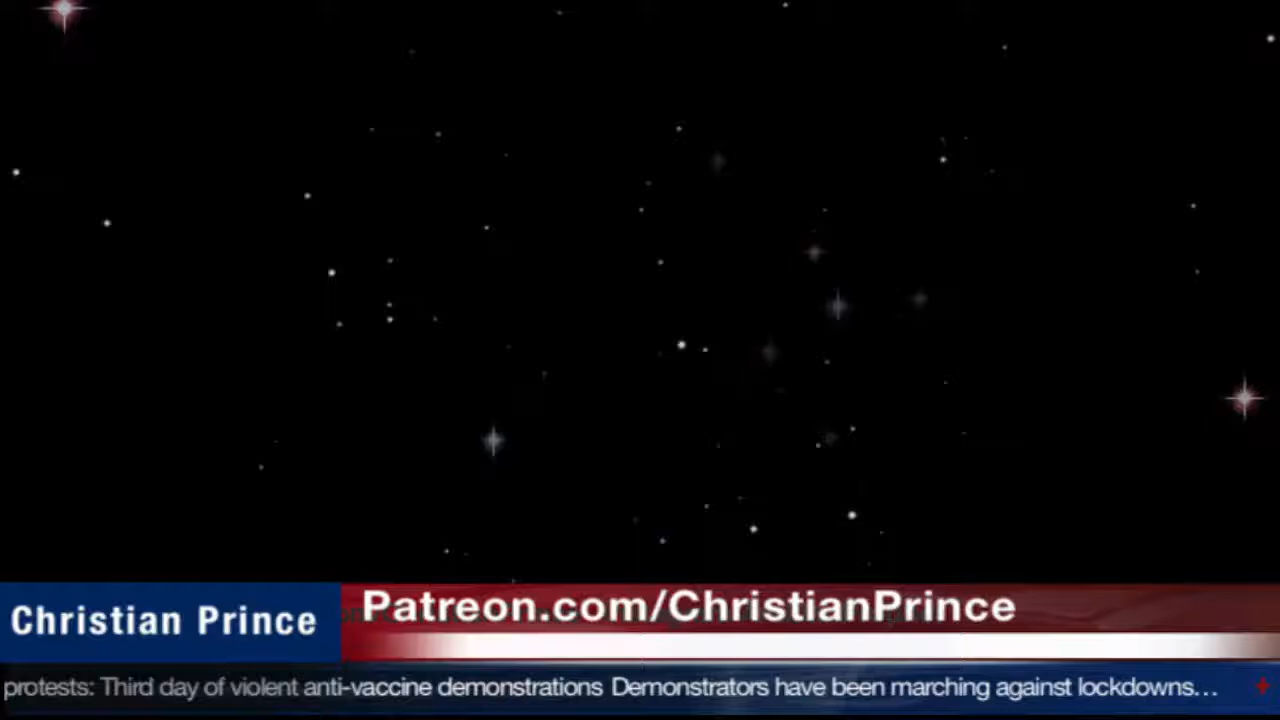 Patreon.com/ChristianPrince
Christian Prince
protests: Third day of violent anti-vaccine demonstrations Demonstrators have been marching against lockdowns…